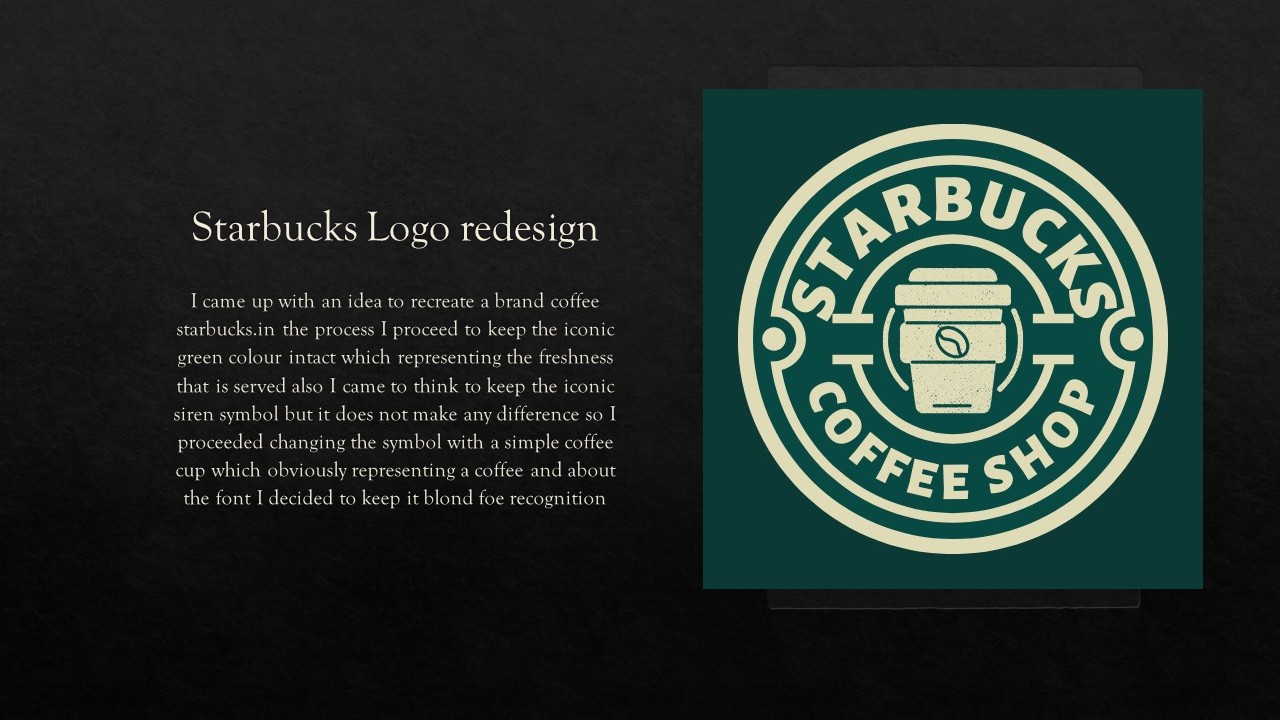 Starbucks Logo redesign
I came up with an idea to recreate a brand coffee
starbucks.in the process I proceed to keep the iconic
green colour intact which representing the freshness
that is served also I came to think to keep the iconic
siren symbol but it does not make any difference so I
proceeded changing the symbol with a simple coffee
cup which obviously representing a coffee and about
the font I decided to keep it blond foe recognition
STARBUCKS
COFFEE SHOP